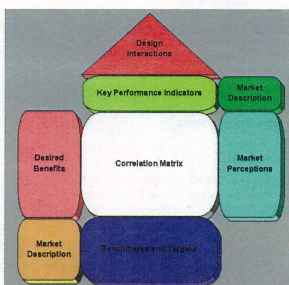 Design
Interactions
Key Performance Indicators
Market
Description
Desired
Benefits
Correlation Matrix
Market
Perceptions
Market
Description
Benchmarks and Targets